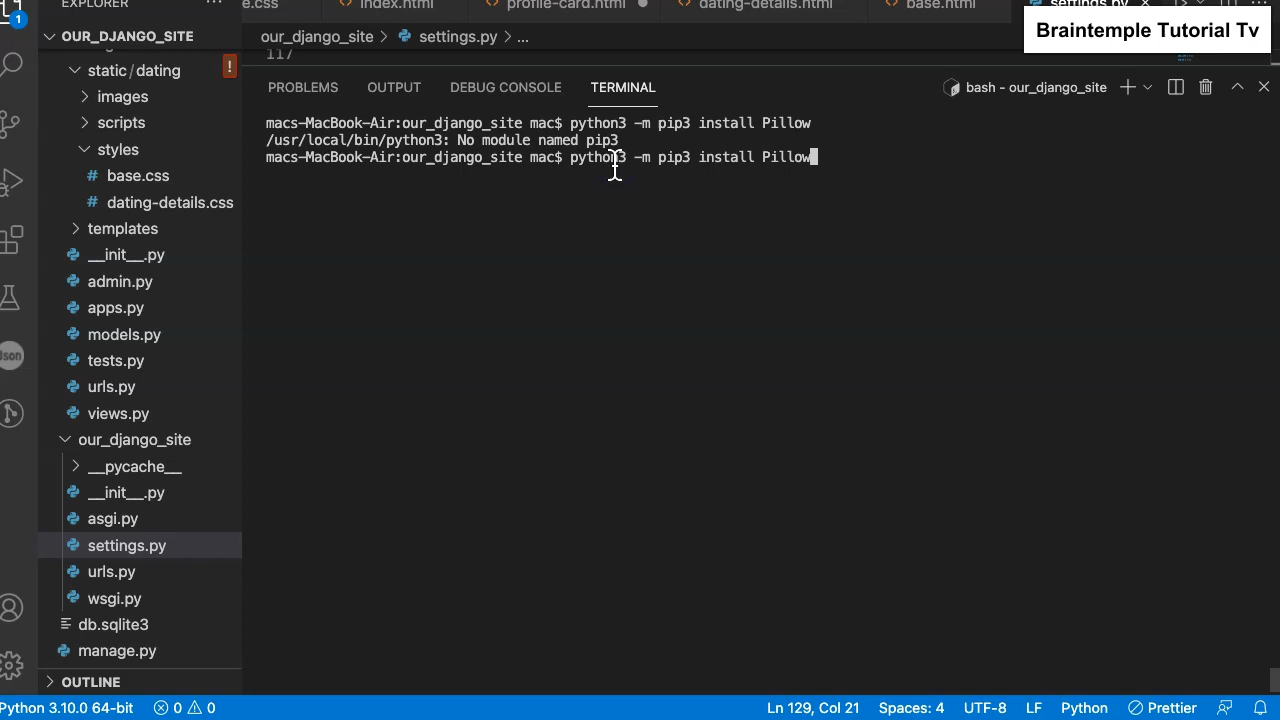 EXPLORER
e.css
index.html
profile-card.html
dating-details.html
base.html
settings.py
Braintemple Tutorial Tv
1
OUR_DJANGO_SITE
our_django_site > settings.py > ...
117
static/dating
!
images
scripts
styles
base.css
dating-details.css
templates
__init__.py
admin.py
apps.py
models.py
tests.py
urls.py
views.py
our_django_site
__pycache__
__init__.py
asgi.py
settings.py
urls.py
wsgi.py
db.sqlite3
manage.py
OUTLINE
PROBLEMS OUTPUT DEBUG CONSOLE TERMINAL
bash - our_django_site
macs-MacBook-Air:our_django_site mac$ python3 -m pip3 install Pillow
/usr/local/bin/python3: No module named pip3
macs-MacBook-Air:our_django_site mac$ python3 -m pip3 install Pillow
Json
Python 3.10.0 64-bit 0 0 Ln 129, Col 21 Spaces: 4 UTF-8 LF Python Prettier